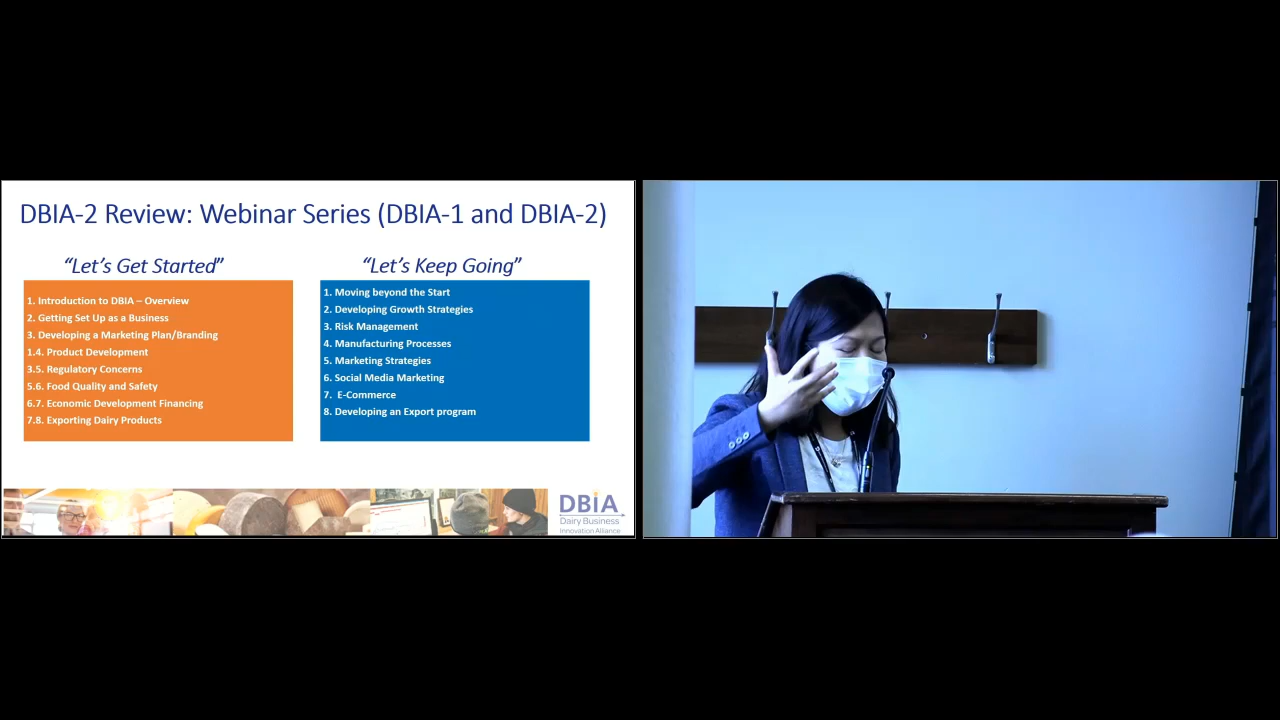 DBIA-2 Review: Webinar Series (DBIA-1 and DBIA-2)
“Let’s Get Started”
1. Introduction to DBIA – Overview
2. Getting Set Up as a Business
3. Developing a Marketing Plan/Branding
1.4. Product Development
3.5. Regulatory Concerns
5.6. Food Quality and Safety
6.7. Economic Development Financing
7.8. Exporting Dairy Products
“Let’s Keep Going”
1. Moving beyond the Start
2. Developing Growth Strategies
3. Risk Management
4. Manufacturing Processes
5. Marketing Strategies
6. Social Media Marketing
7. E-Commerce
8. Developing an Export program
DBiA
Dairy Business
Innovation Alliance